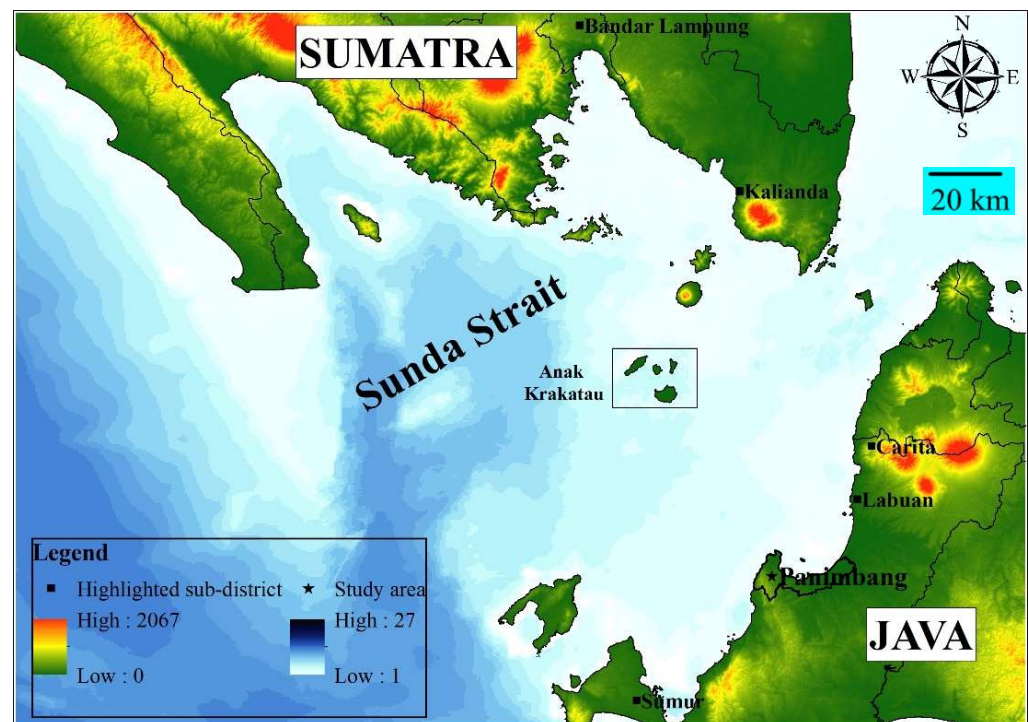 Bandar Lampung
SUMATRA
N
W
E
S
Kalianda
20 km
Sunda Strait
Anak
Krakatau
Carita
Labuan
Panimbang
JAVA
Sumur
Legend
Highlighted sub-district
Study area
High : 2067
High : 27
Low : 0
Low : 1